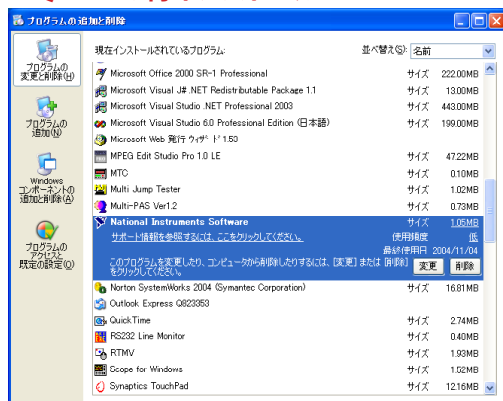 プログラムの追加と削除
プログラムの
変更と削除(H)
プログラムの
追加(N)
Windows
コンポーネントの
追加と削除(A)
プログラムの
アクセスと
既定の設定(O)
現在インストールされているプログラム:
並べ替え(S): 名前
Microsoft Office 2000 SR-1 Professional サイズ 222.00MB
Microsoft Visual J# .NET Redistributable Package 1.1 サイズ 13.00MB
Microsoft Visual Studio .NET Professional 2003 サイズ 443.00MB
Microsoft Visual Studio 6.0 Professional Edition (日本語) サイズ 199.00MB
Microsoft Web 発行 ウィザード 1.50
MPEG Edit Studio Pro 1.0 LE サイズ 47.22MB
MTC サイズ 0.10MB
Multi Jump Tester サイズ 1.02MB
Multi-PAS Ver1.2 サイズ 0.73MB
National Instruments Software サイズ 1.05MB
サポート情報を参照するには、ここをクリックしてください。 使用頻度 低
最終使用日 2004/11/04
このプログラムを変更したり、コンピュータから削除したりするには、[変更] または [削除]
をクリックしてください。
変更 削除
Norton SystemWorks 2004 (Symantec Corporation) サイズ 16.81MB
Outlook Express Q823353
QuickTime サイズ 2.74MB
RS232 Line Monitor サイズ 0.40MB
RTMV サイズ 1.93MB
Scope for Windows サイズ 1.52MB
Synaptics TouchPad サイズ 12.16MB